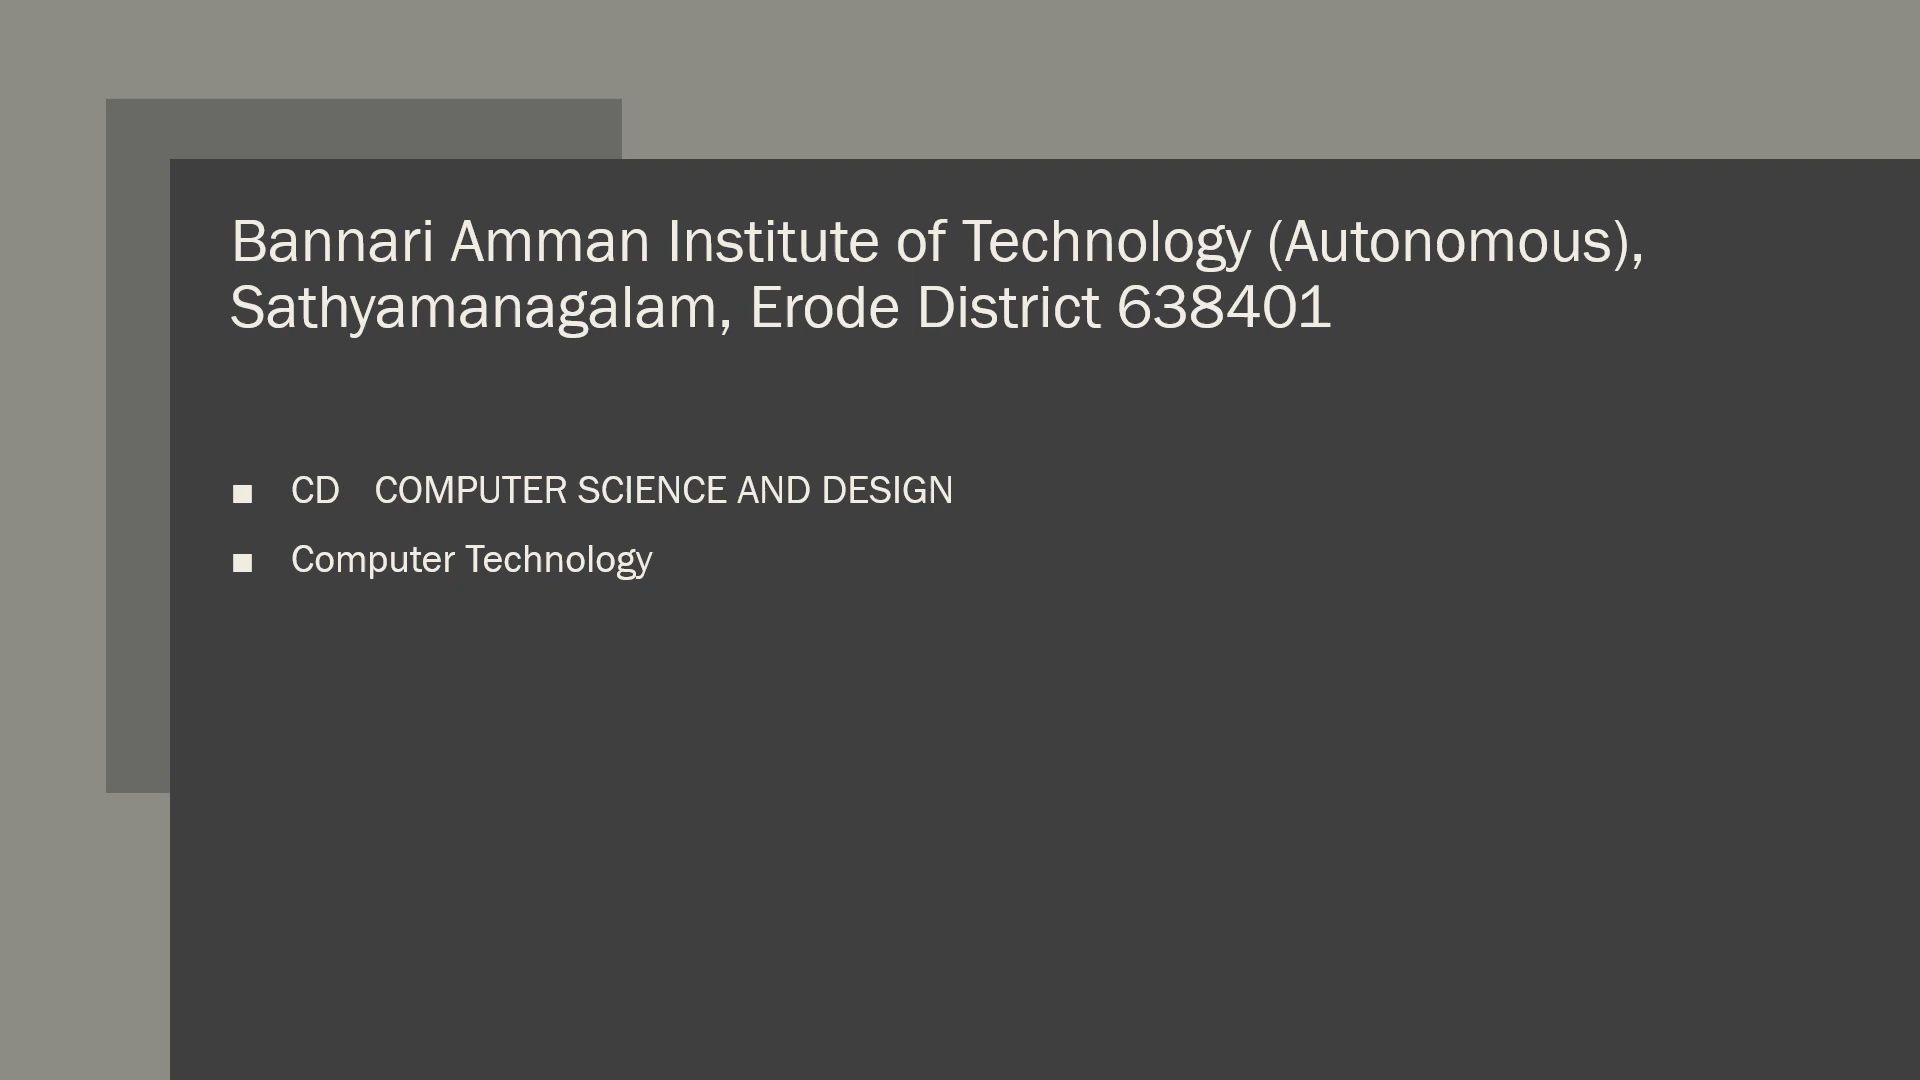 Bannari Amman Institute of Technology (Autonomous),
Sathyamanagalam, Erode District 638401
■ CD COMPUTER SCIENCE AND DESIGN
■ Computer Technology